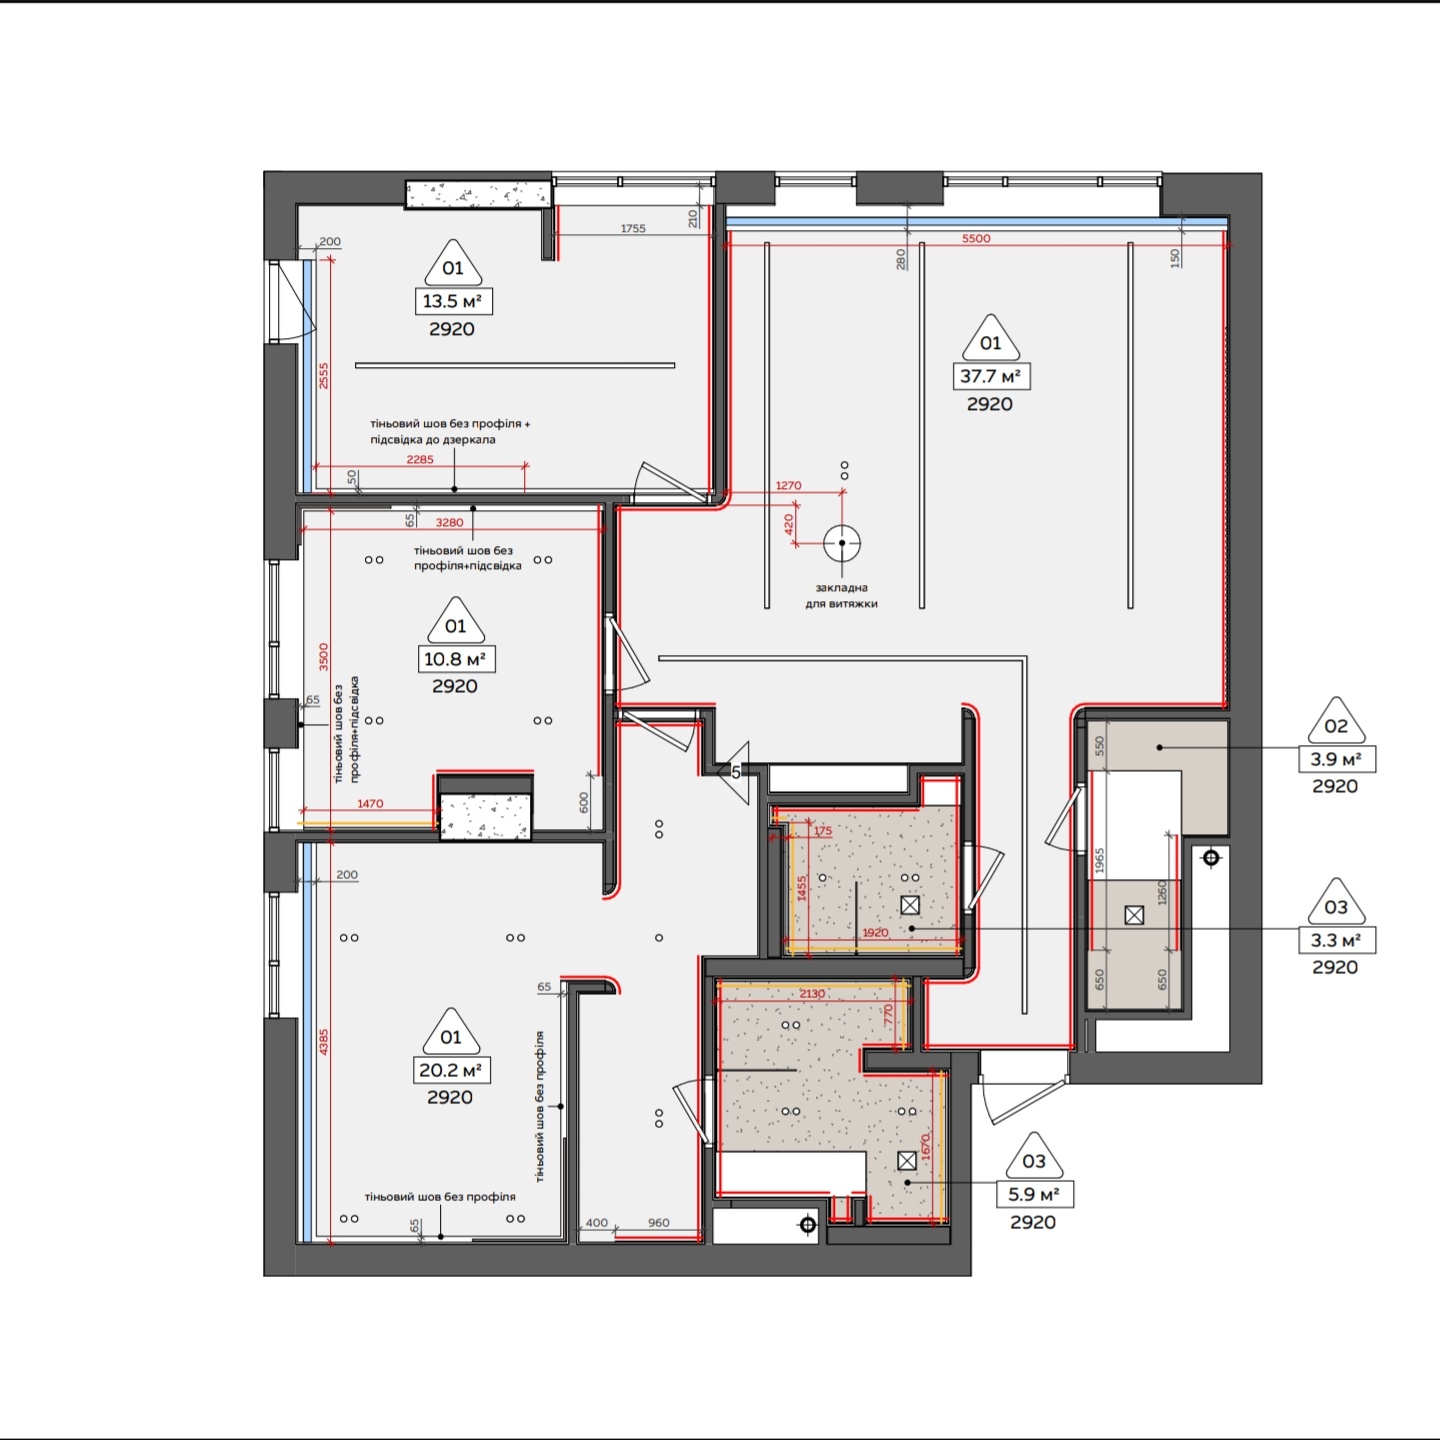 210
1755
200
01
13.5 м²
2920
2555
тіньовий шов без профіля +
підсвідка до дзеркала
2285
50
5500
280
150
01
37.7 м²
2920
1270
420
закладна
для витяжки
65
3280
тіньовий шов без
профіля+підсвідка
01
10.8 м²
2920
3500
65
тіньовий шов без
профіля+підсвідка
1470
600
5
550
02
3.9 м²
2920
1965
1260
650
650
175
1455
1920
03
3.3 м²
2920
200
4385
01
20.2 м²
2920
65
тіньовий шов без профіля
тіньовий шов без профіля
65
400
960
2130
770
1670
03
5.9 м²
2920